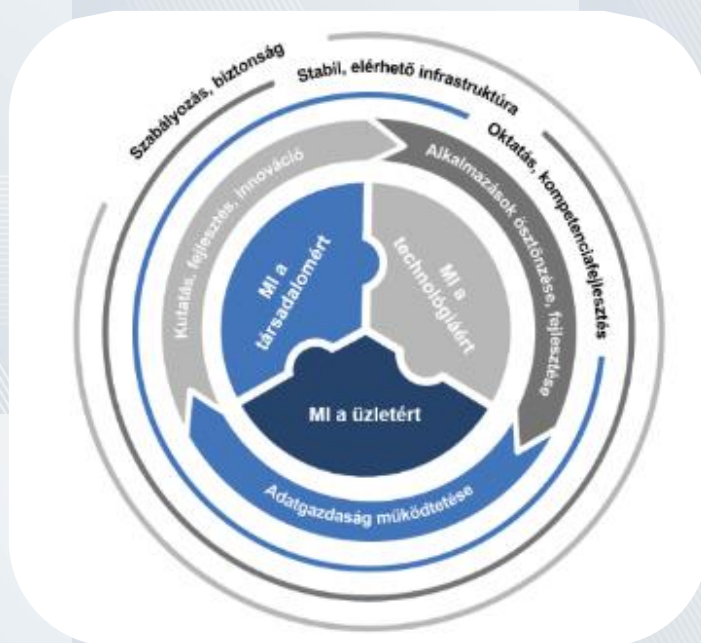 Szabályozás, biztonság
Stabil, elérhető infrastruktúra
Oktatás, kompetenciafejlesztés
Kutatás, fejlesztés, innováció
Alkalmazások ösztönzése, fejlesztése
Adatgazdaság működtetése
MI a
társadalomért
MI a
technológiáért
MI a üzletért